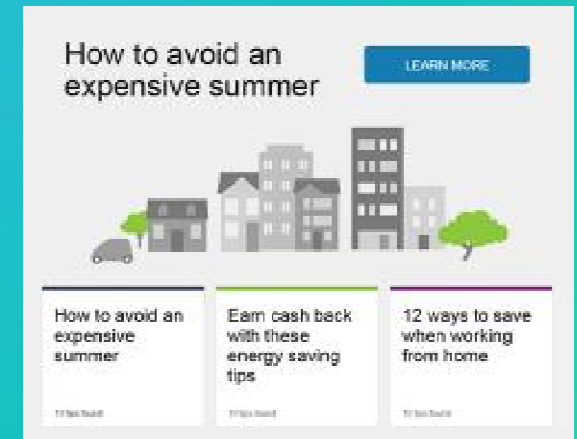 How to avoid an
expensive summer
LEARN MORE
How to avoid an
expensive
summer
Earn cash back
with these
energy saving
tips
12 ways to save
when working
from home